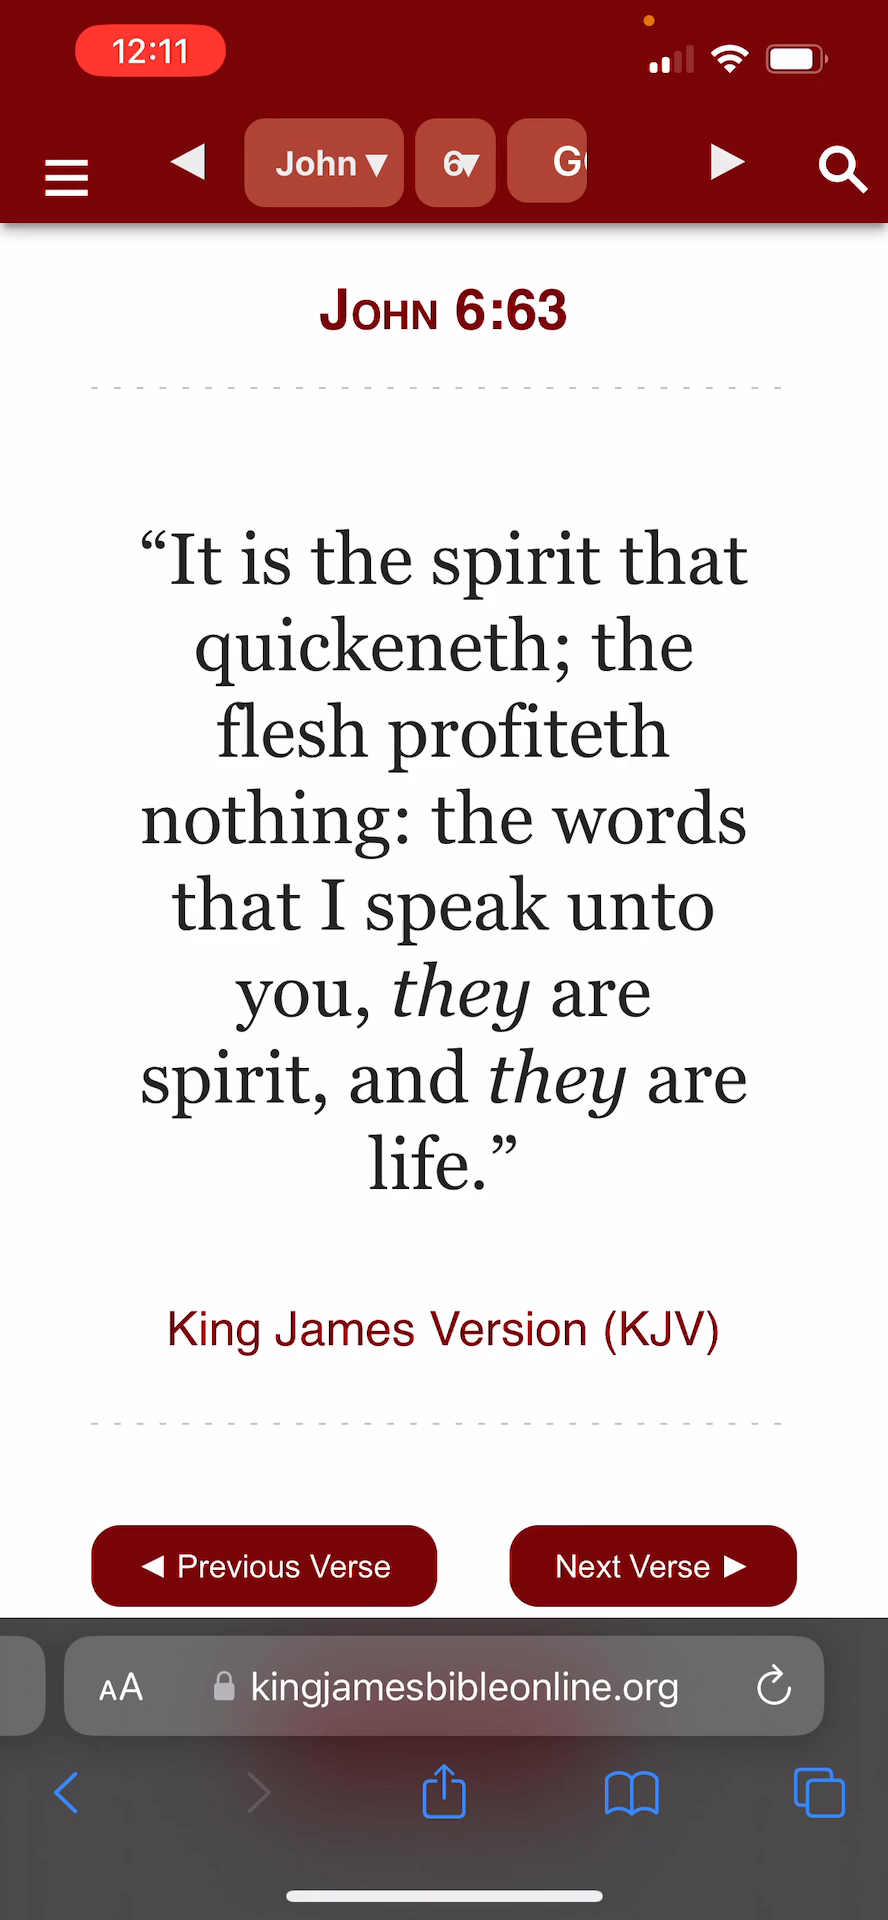 12:11
John ▼ 6▼ G
John 6:63
“It is the spirit that
quickeneth; the
flesh profiteth
nothing: the words
that I speak unto
you, they are
spirit, and they are
life.”
King James Version (KJV)
◀ Previous Verse Next Verse ▶
AA kingjamesbibleonline.org